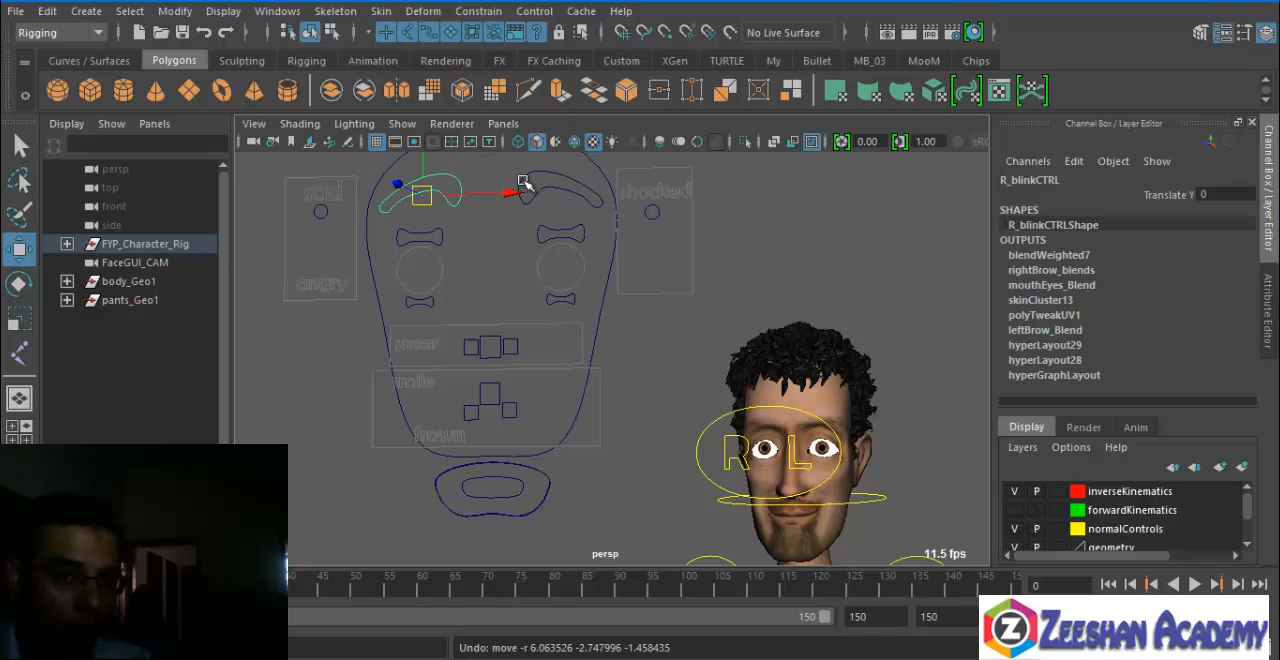 File Edit Create Select Modify Display Windows Skeleton Skin Deform Constrain Control Cache Help
Rigging
No Live Surface
Curves / Surfaces Polygons Sculpting Rigging Animation Rendering FX FX Caching Custom XGen TURTLE My Bullet MB_03 MooM Chips
Display Show Panels
View Shading Lighting Show Renderer Panels
0.00 1.00
persp
top
front
side
FYP_Character_Rig
FaceGUI_CAM
body_Geo1
pants_Geo1
said
angry
shocked
sneer
smile
frown
R L
persp
11.5 fps
Channel Box / Layer Editor
Channels Edit Object Show
R_blinkCTRL
Translate Y 0
SHAPES
R_blinkCTRLShape
OUTPUTS
blendWeighted7
rightBrow_blends
mouthEyes_Blend
skinCluster13
polyTweakUV1
leftBrow_Blend
hyperLayout29
hyperLayout28
hyperGraphLayout
Display Render Anim
Layers Options Help
V P inverseKinematics
forwardKinematics
V P normalControls
V P geometry
Channel Box / Layer Editor
Attribute Editor
45 50 55 60 65 70 75 80 85 90 95 100 105 110 115 120 125 130 135 140 145 15
0
150 150 150
Undo: move -r 6.063526 -2.747996 -1.458435
Z ZEESHAN ACADEMY